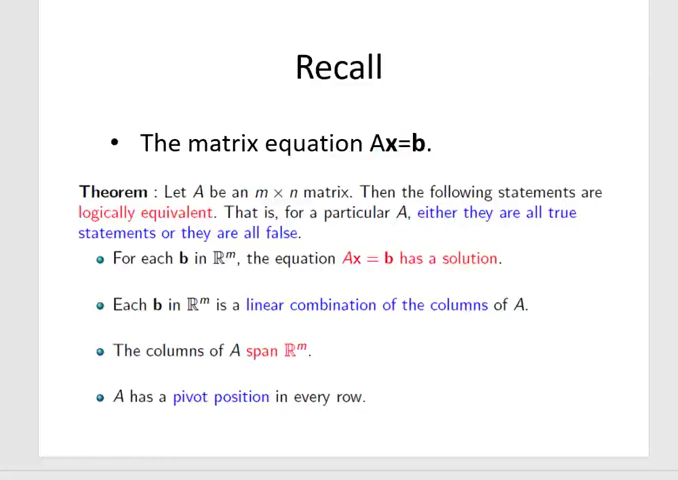 Recall
• The matrix equation Ax=b.
Theorem : Let A be an m × n matrix. Then the following statements are
logically equivalent. That is, for a particular A, either they are all true
statements or they are all false.
For each b in ℝᵐ, the equation Ax = b has a solution.
Each b in ℝᵐ is a linear combination of the columns of A.
The columns of A span ℝᵐ.
A has a pivot position in every row.